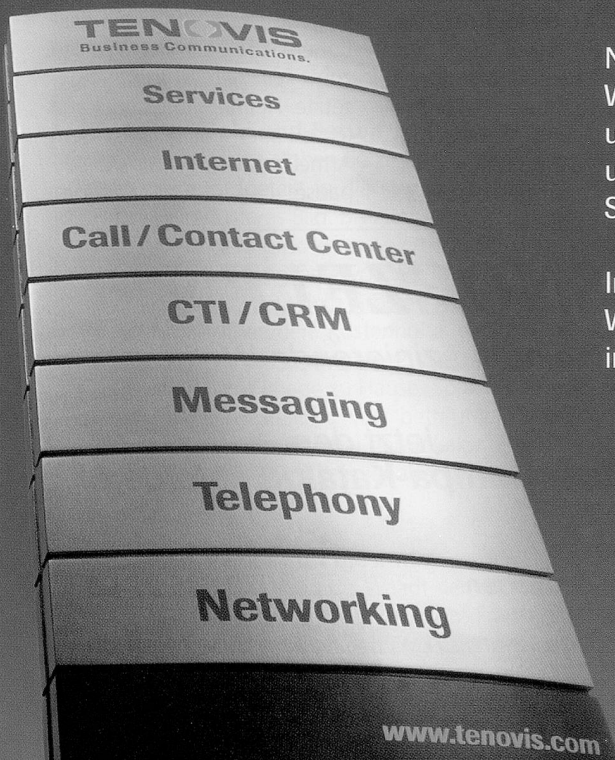 TENOVIS
Business Communications.
Services
Internet
Call / Contact Center
CTI / CRM
Messaging
Telephony
Networking
www.tenovis.com